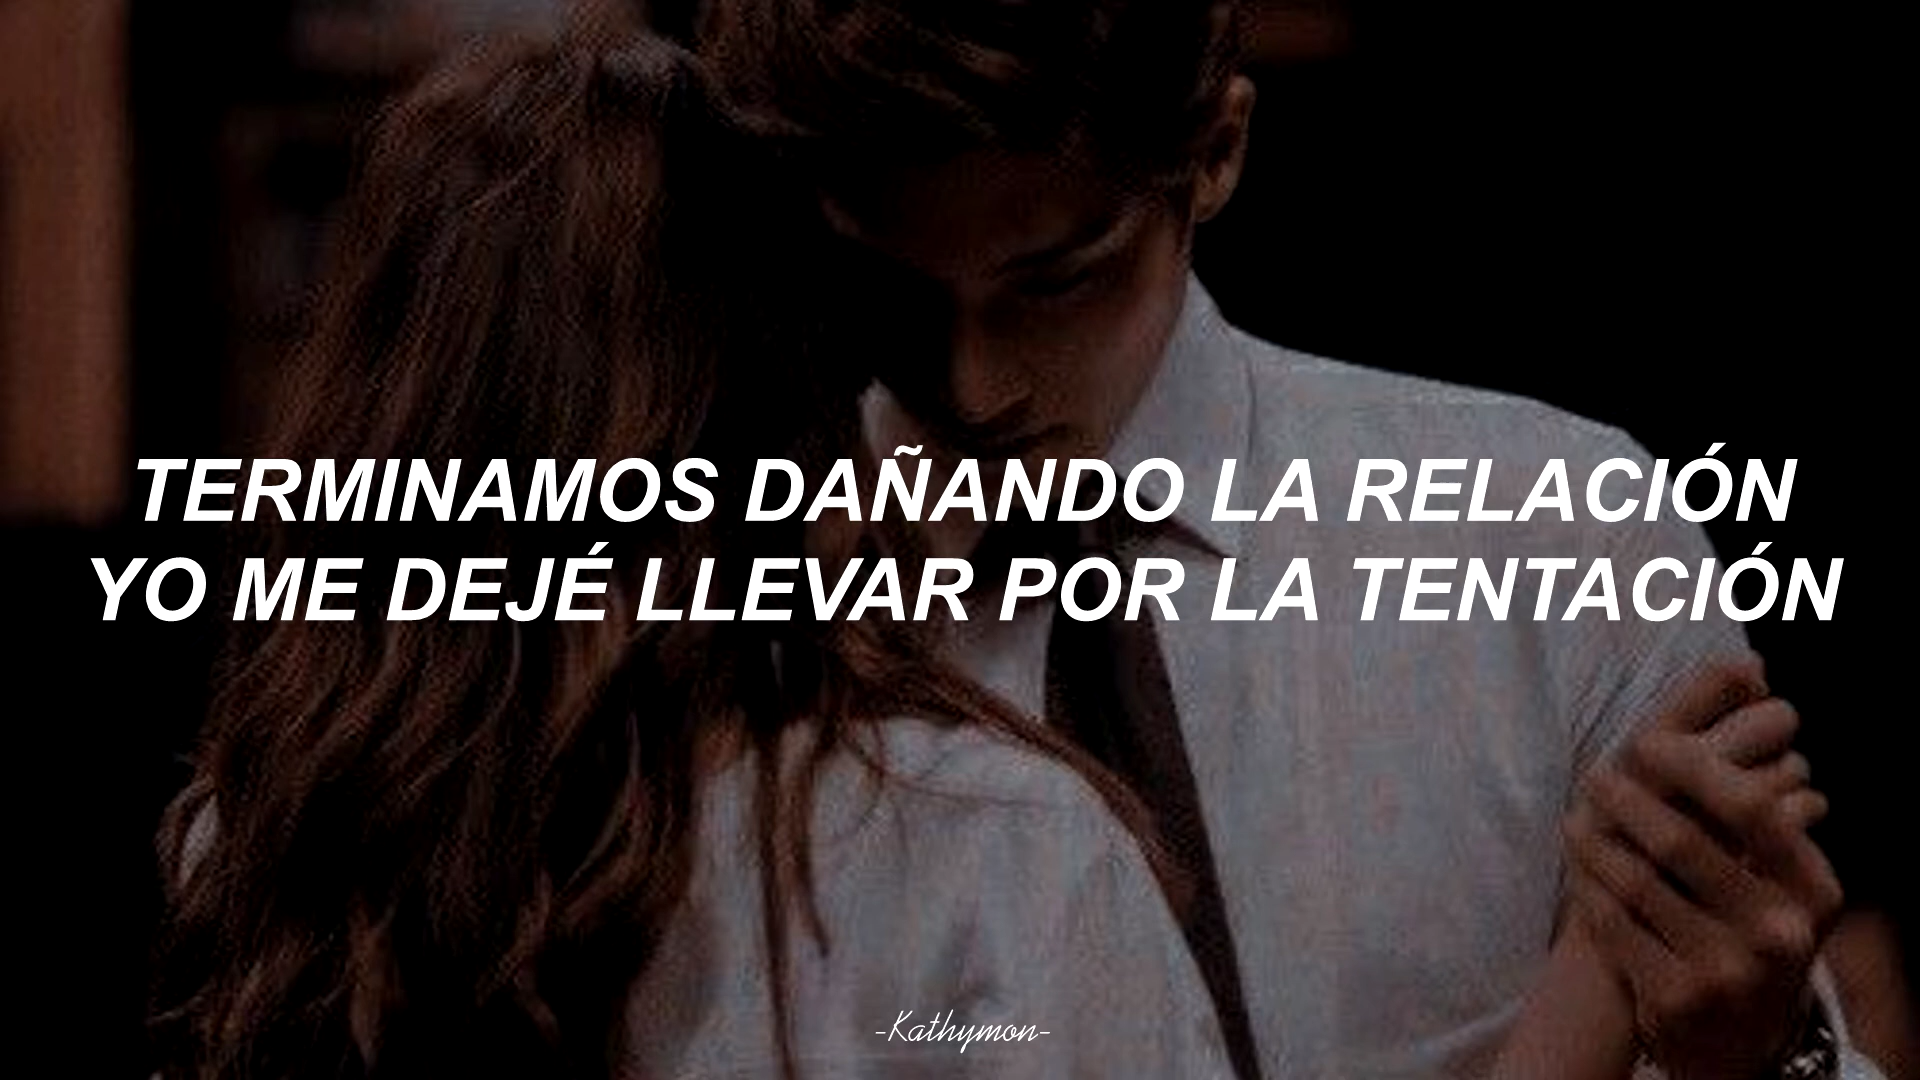 TERMINAMOS DAÑANDO LA RELACIÓN
YO ME DEJÉ LLEVAR POR LA TENTACIÓN
-Kathymon-